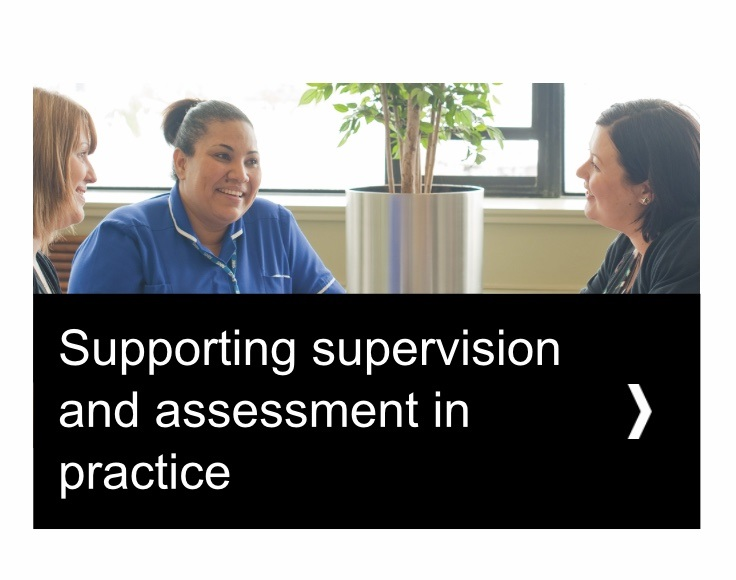 Supporting supervision
and assessment in
practice